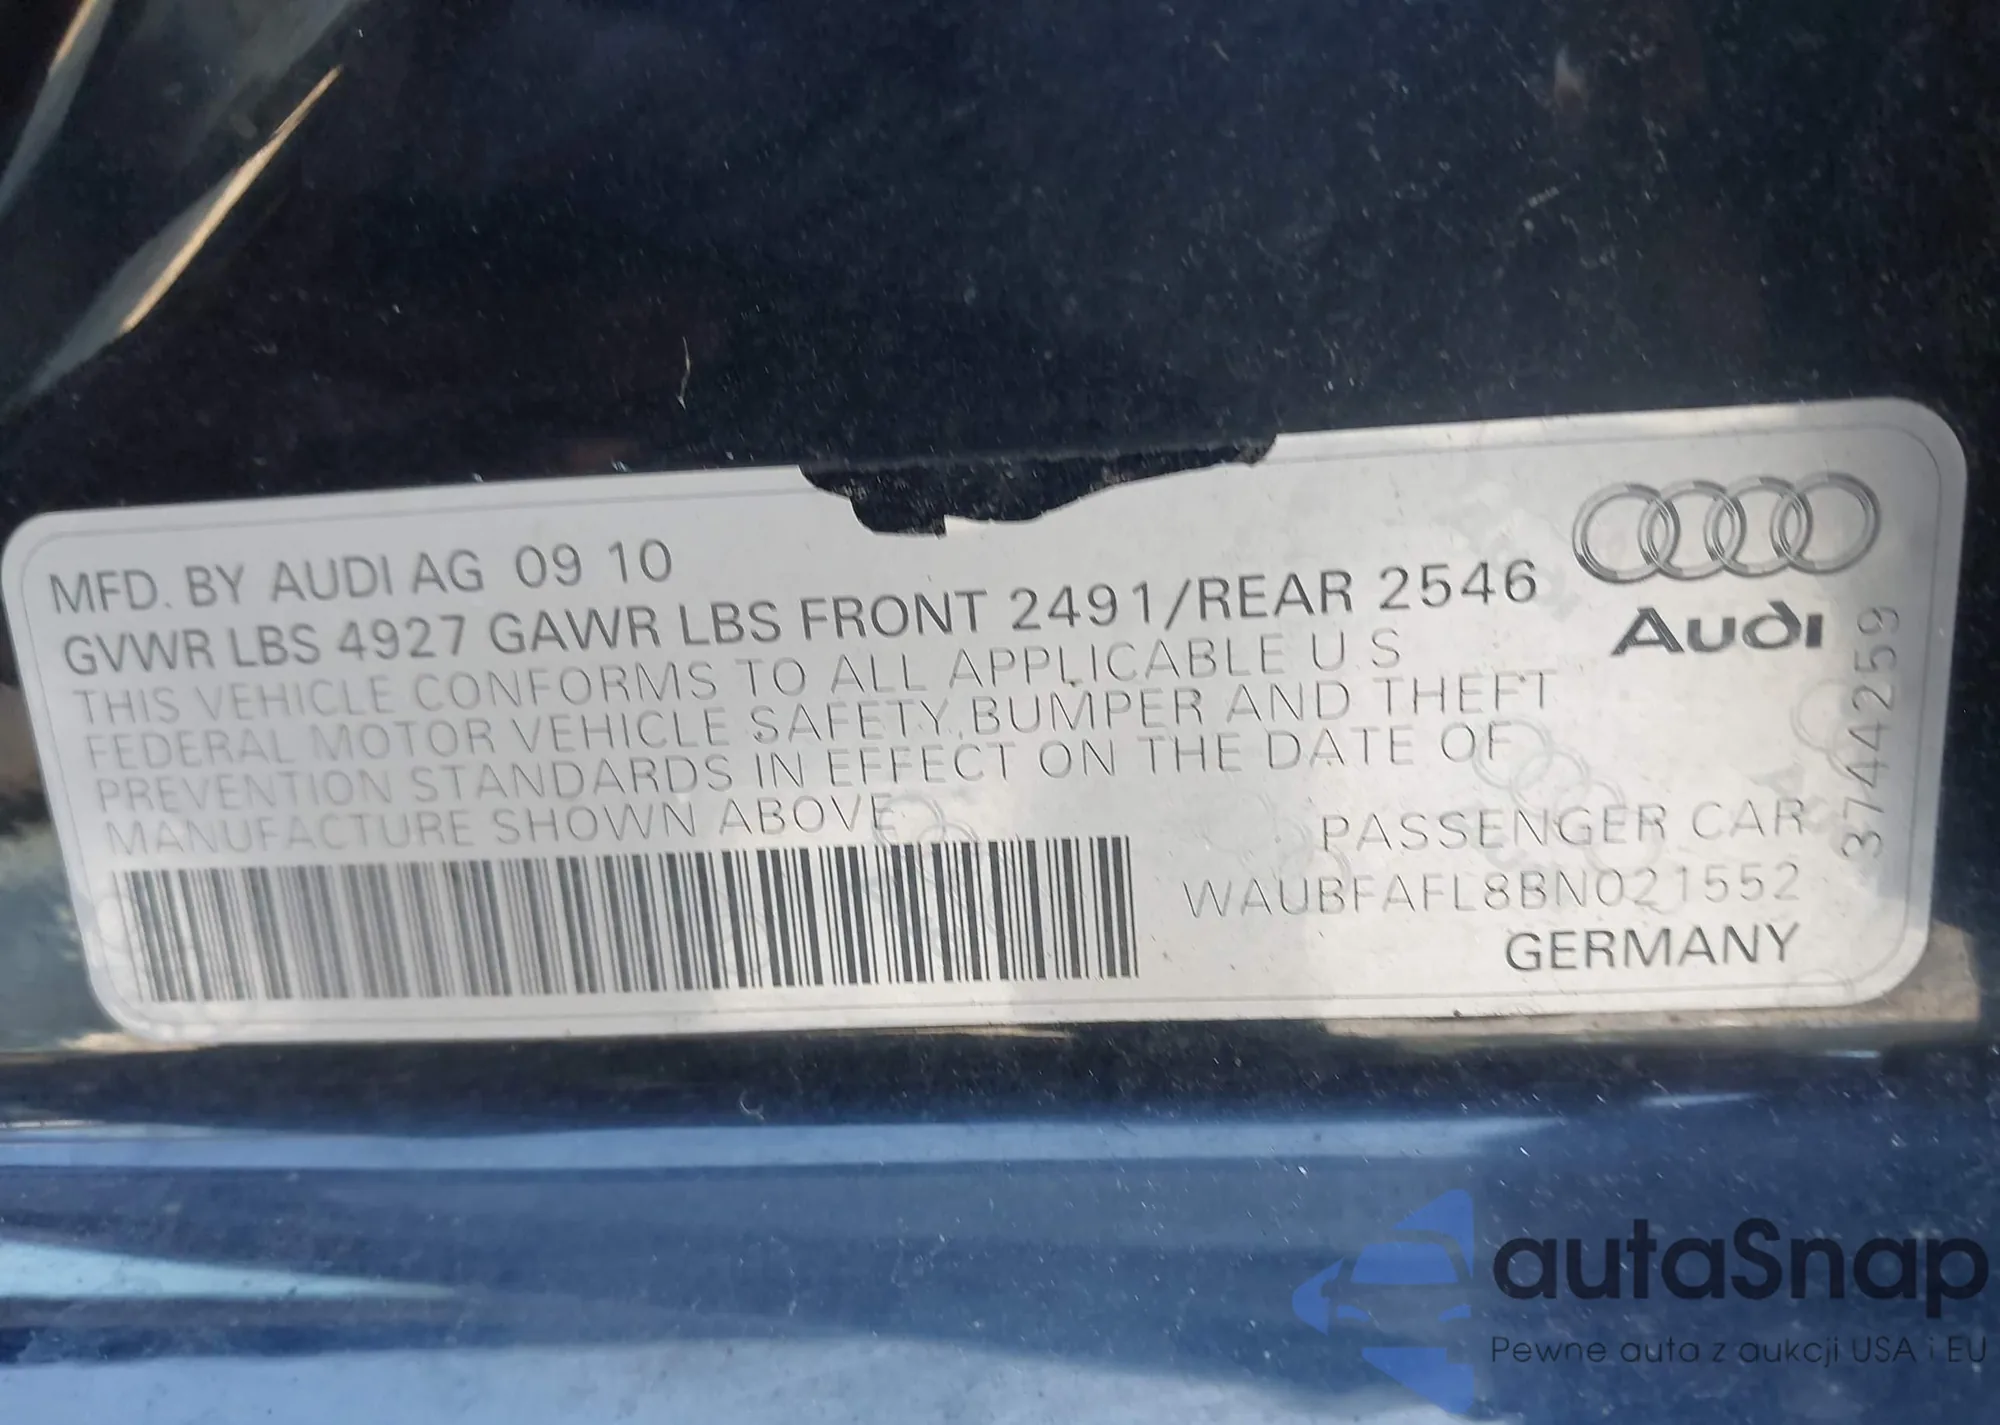 MFD. BY AUDI AG 09 10
GVWR LBS 4927 GAWR LBS FRONT 2491/REAR 2546
THIS VEHICLE CONFORMS TO ALL APPLICABLE U.S
FEDERAL MOTOR VEHICLE SAFETY, BUMPER AND THEFT
PREVENTION STANDARDS IN EFFECT ON THE DATE OF
MANUFACTURE SHOWN ABOVE.
PASSENGER CAR
WAUBFAFL8BN021552
GERMANY
Audi
3744259
autaSnap
Pewne auta z aukcji USA i EU